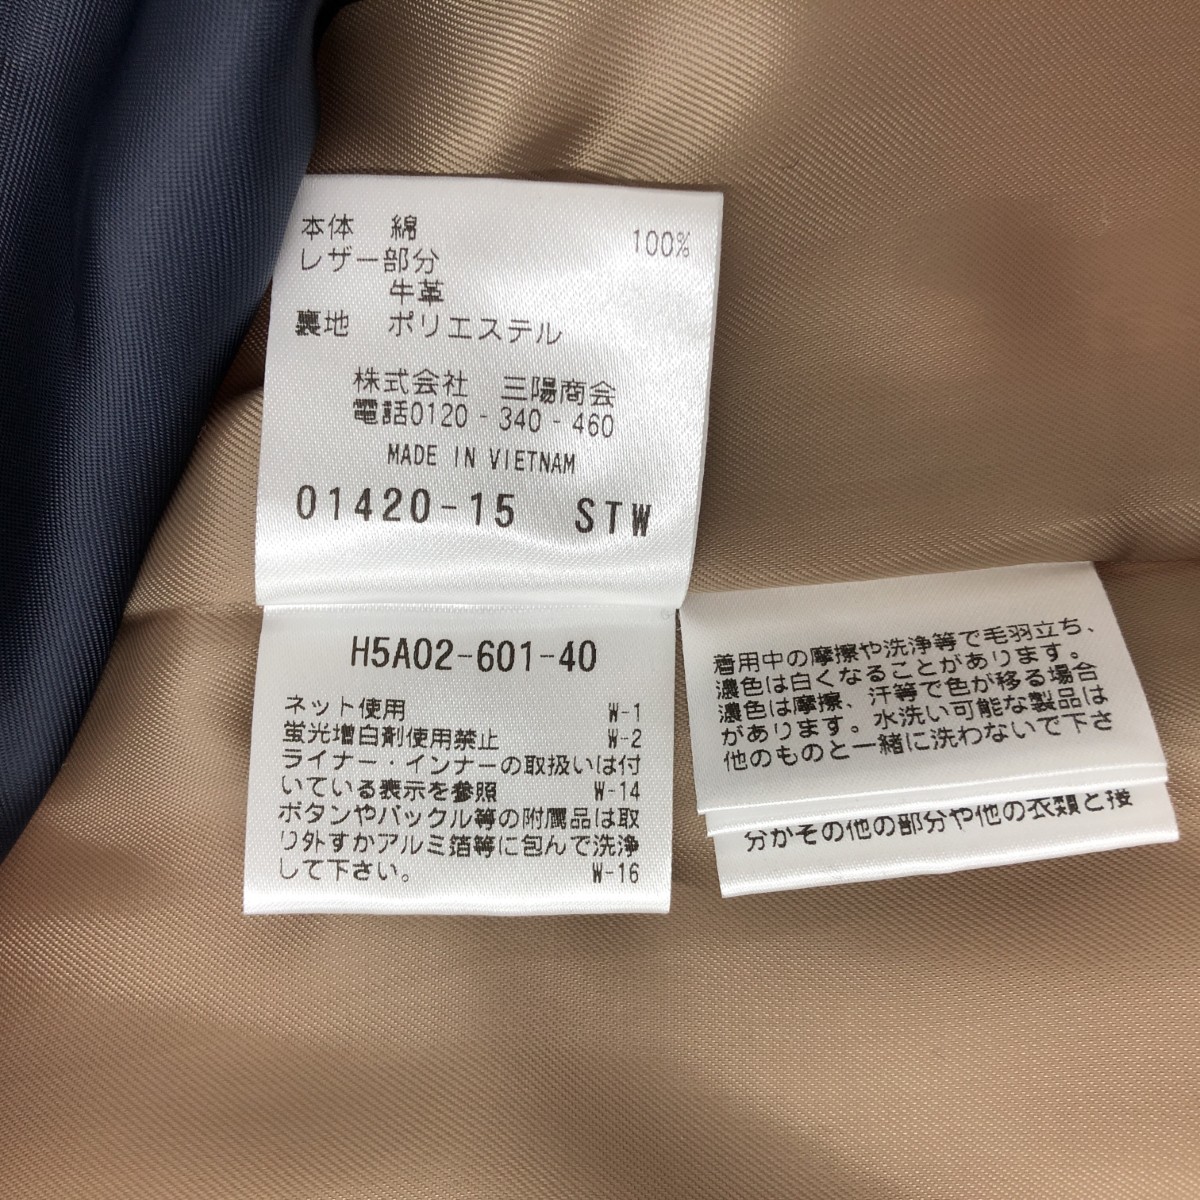 本体 綿 100%
レザー部分
牛革
裏地 ポリエステル
株式会社 三陽商会
電話0120-340-460
MADE IN VIETNAM
01420-15 STW
H5A02-601-40
ネット使用 W-1
蛍光増白剤使用禁止 W-2
ライナー・インナーの取扱いは付
いている表示を参照 W-14
ボタンやバックル等の附属品は取
り外すかアルミ箔等に包んで洗浄
して下さい。 W-16
着用中の摩擦や洗浄等で毛羽立ち、
濃色は白くなることがあります。
濃色は摩擦、汗等で色が移る場合
があります。水洗い可能な製品は
他のものと一緒に洗わないで下さ
分がその他の部分や他の衣類と接